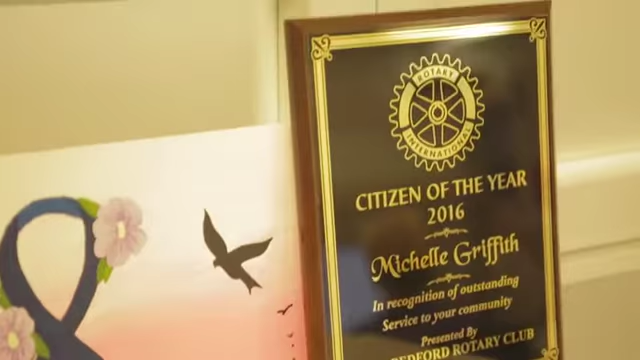 ROTARY
INTERNATIONAL
CITIZEN OF THE YEAR
2016
Michelle Griffith
In recognition of outstanding
Service to your community
Presented By
BEDFORD ROTARY CLUB